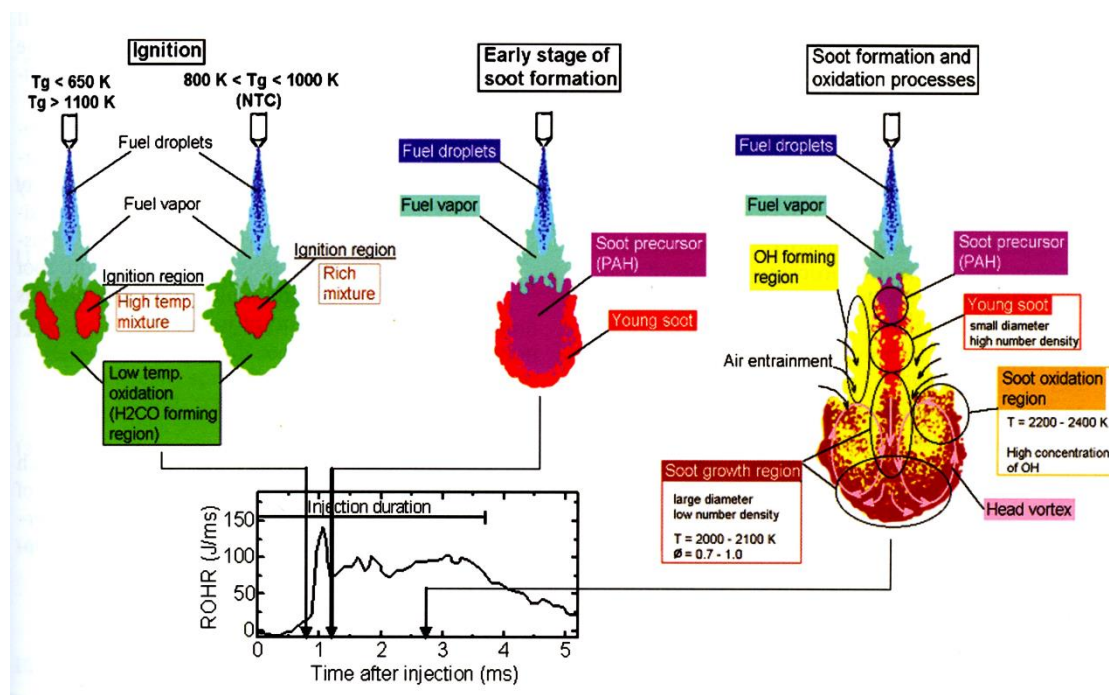 Ignition
Tg < 650 K
Tg > 1100 K
800 K < Tg < 1000 K
(NTC)
Fuel droplets
Fuel vapor
Ignition region
High temp.
mixture
Ignition region
Rich
mixture
Low temp.
oxidation
(H2CO forming
region)
Early stage of
soot formation
Fuel droplets
Fuel vapor
Soot precursor
(PAH)
Young soot
Soot formation and
oxidation processes
Fuel droplets
Fuel vapor
OH forming
region
Soot precursor
(PAH)
Young soot
small diameter
high number density
Air entrainment
Soot oxidation
region
T = 2200 - 2400 K
High concentration
of OH
Soot growth region
large diameter
low number density
T = 2000 - 2100 K
Ø = 0.7 - 1.0
Head vortex
Injection duration
ROHR (J/ms)
150
100
50
0
0 1 2 3 4 5
Time after injection (ms)